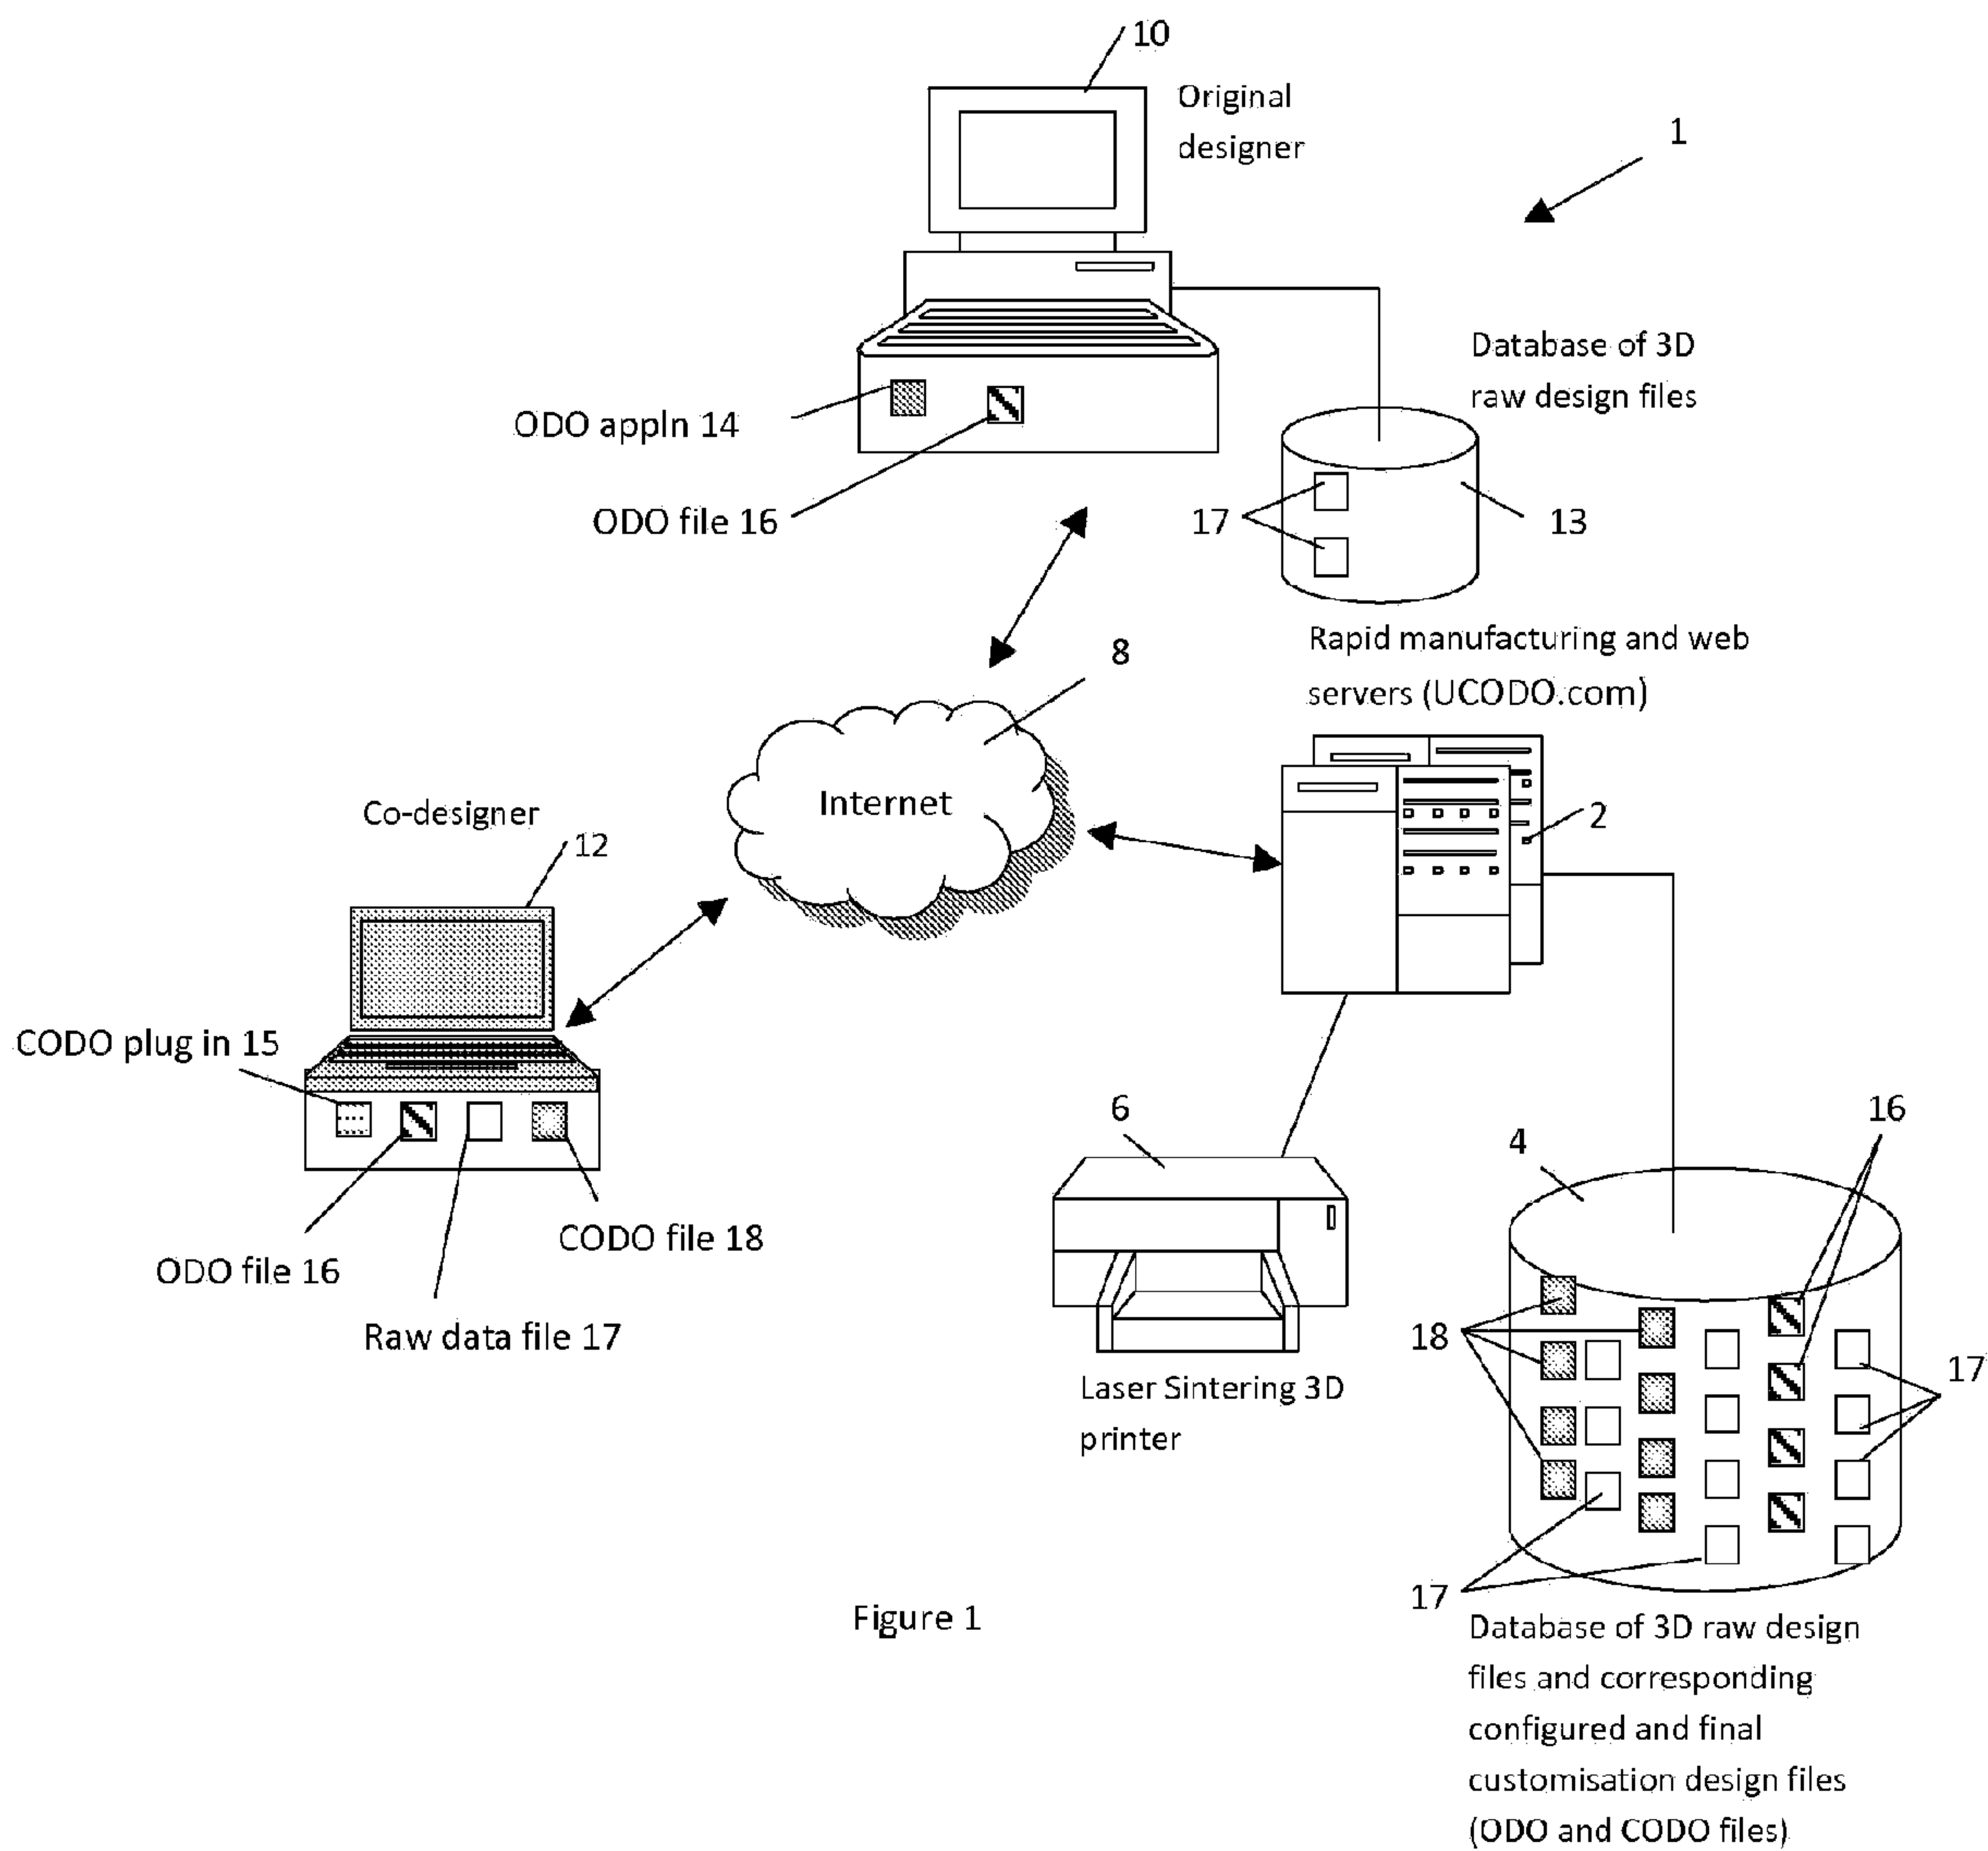 10
Original
designer
1
Database of 3D
raw design files
ODO appln 14
ODO file 16
17
13
Rapid manufacturing and web
servers (UCODO.com)
8
Internet
Co-designer
12
2
CODO plug in 15
6
16
4
CODO file 18
ODO file 16
Raw data file 17
18
17
Laser Sintering 3D
printer
17
Figure 1
Database of 3D raw design
files and corresponding
configured and final
customisation design files
(ODO and CODO files)